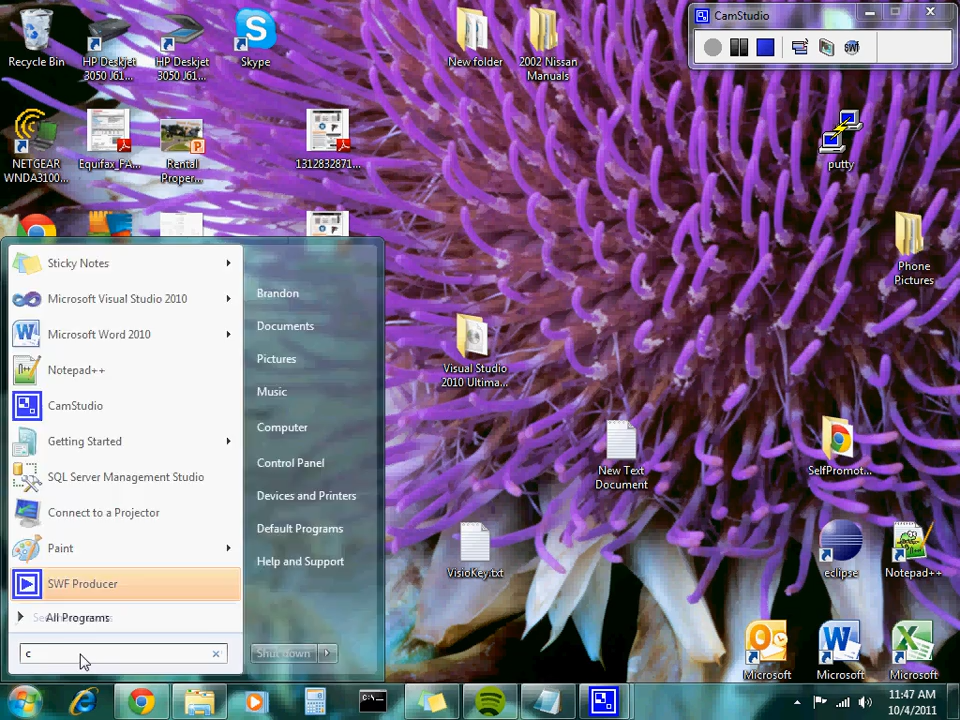 CamStudio
Recycle Bin
HP Deskjet
3050 J61...
HP Deskjet
3050 J61...
Skype
New folder
2002 Nissan
Manuals
NETGEAR
WNDA3100...
Equifax_FA...
Rental
Proper...
1312832871...
putty
Phone
Pictures
Visual Studio
2010 Ultima...
New Text
Document
SelfPromot...
VisioKey.txt
eclipse
Notepad++
Microsoft
Microsoft
Microsoft
Sticky Notes
Microsoft Visual Studio 2010
Microsoft Word 2010
Notepad++
CamStudio
Getting Started
SQL Server Management Studio
Connect to a Projector
Paint
SWF Producer
All Programs
c
Brandon
Documents
Pictures
Music
Computer
Control Panel
Devices and Printers
Default Programs
Help and Support
Shut down
11:47 AM
10/4/2011